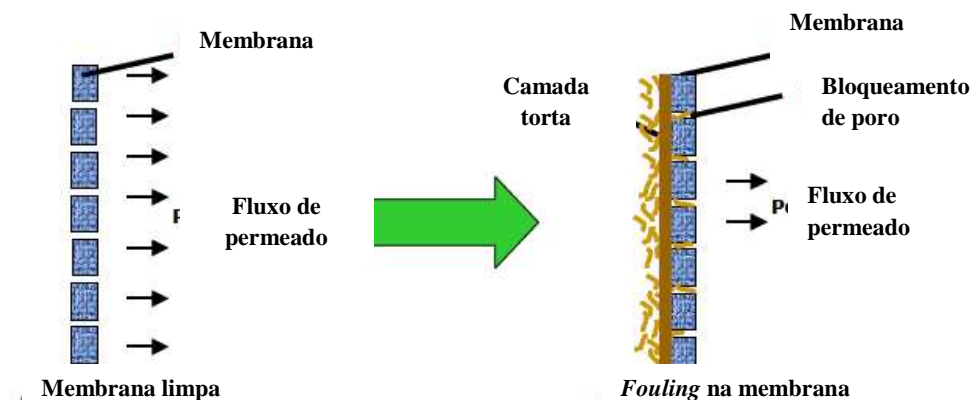 Membrana
Fluxo de
permeado
Membrana limpa
Membrana
Camada
torta
Bloqueamento
de poro
Fluxo de
permeado
Fouling na membrana